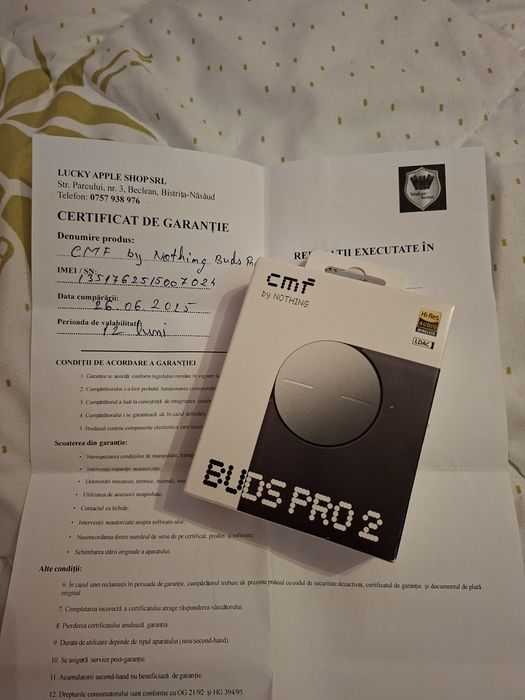 LUCKY APPLE SHOP SRL
Str. Parcului, nr. 3, Beclean, Bistrița-Năsăud
Telefon: 0757 938 976
CERTIFICAT DE GARANȚIE
Denumire produs:
CMF by Nothing Buds Pr
IMEI / SN:
1351762515007024
Data cumpărării:
26.06.2025
Perioada de valabilitate:
12 luni
CONDIȚII DE ACORDARE A GARANȚIEI
1. Garanția se acordă conform legislației române în vigoare
2. Cumpărătorului i-a fost probată funcționarea
3. Cumpărătorul a luat la cunoștință de integritatea
4. Cumpărătorului i se garantează că, în cazul
5. Produsul conține componente electronice care
Scoaterea din garanție:
• Nerespectarea condițiilor de manipulare,
• Intervenții/reparații neautorizate
• Deteriorări mecanice, termice, incendii,
• Utilizarea de accesorii neaprobate
• Contactul cu lichide
• Intervenții neautorizate asupra software-ului
• Neconcordanța dintre numărul de serie de pe certificat, produs și software.
• Schimbarea stării originale a aparatului
Alte condiții:
6. În cazul unei reclamații în perioada de garanție, cumpărătorul trebuie să prezinte produsul cu codul de securitate dezactivat, certificatul de garanție și documentul de plată
original.
7. Completarea incorectă a certificatului atrage răspunderea vânzătorului.
8. Pierderea certificatului anulează garanția
9. Durata de utilizare depinde de tipul aparatului (nou/second-hand).
10. Se asigură service post-garanție
11. Acumulatorii second-hand nu beneficiază de garanție.
12. Drepturile consumatorului sunt conforme cu OG 21/92 și HG 394/95.
EXECUTATE ÎN
cmf
by NOTHING
Hi-Res
AUDIO
WIRELESS
LDAC
BUDS PRO 2